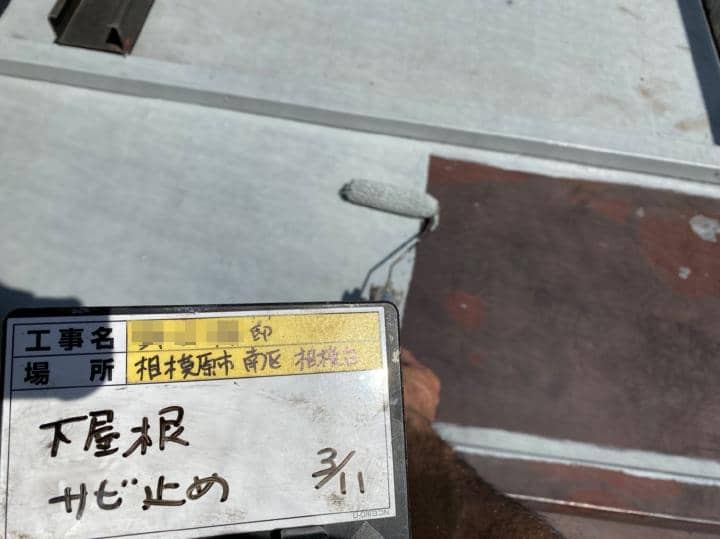 工事名 邸
場所 相模原市 南区 相模台
下屋根
サビ止め
3/11